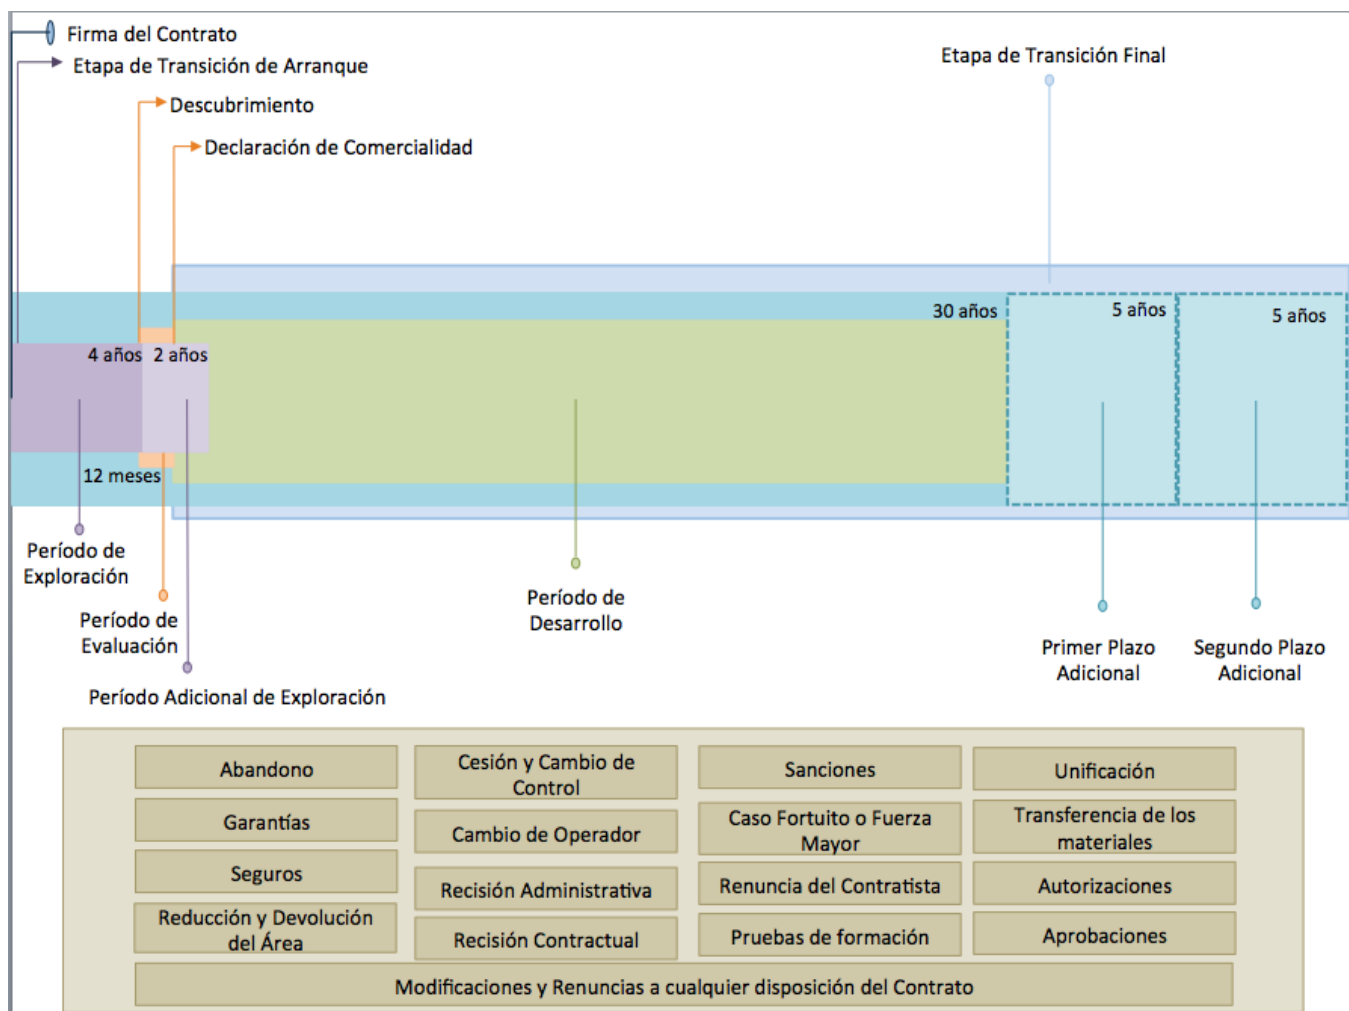 Firma del Contrato
Etapa de Transición de Arranque
Etapa de Transición Final
Descubrimiento
Declaración de Comercialidad
30 años
5 años
5 años
4 años
2 años
12 meses
Período de
Exploración
Período de
Evaluación
Período Adicional de Exploración
Período de
Desarrollo
Primer Plazo
Adicional
Segundo Plazo
Adicional
Abandono
Cesión y Cambio de
Control
Sanciones
Unificación
Garantías
Cambio de Operador
Caso Fortuito o Fuerza
Mayor
Transferencia de los
materiales
Seguros
Recisión Administrativa
Renuncia del Contratista
Autorizaciones
Reducción y Devolución
del Área
Recisión Contractual
Pruebas de formación
Aprobaciones
Modificaciones y Renuncias a cualquier disposición del Contrato